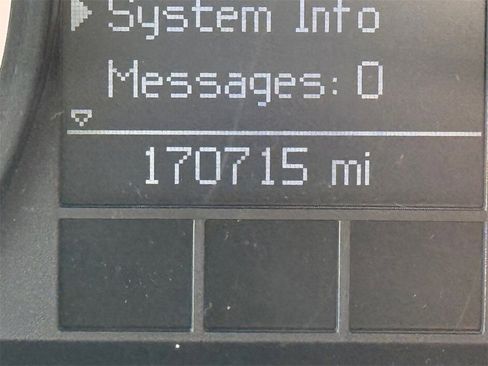 System Info
Messages: 0
170715 mi